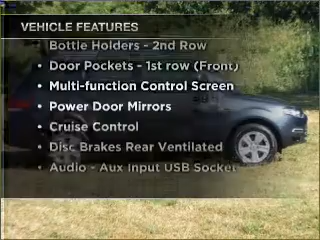 VEHICLE FEATURES
Bottle Holders - 2nd Row
• Door Pockets - 1st row (Front)
• Multi-function Control Screen
• Power Door Mirrors
• Cruise Control
• Disc Brakes Rear Ventilated
• Audio - Aux Input USB Socket